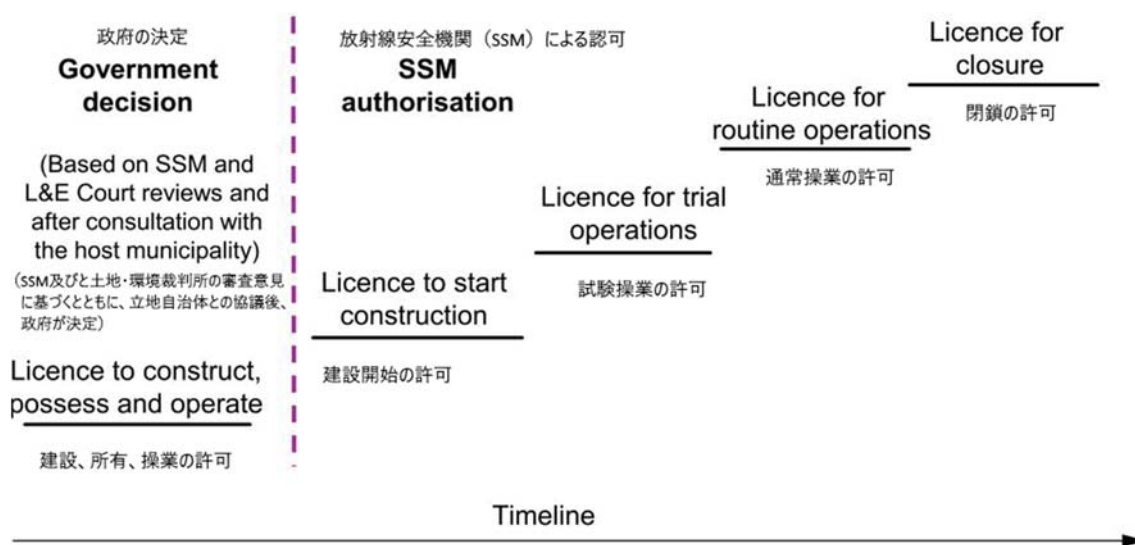 政府の決定
Government
decision
(Based on SSM and
L&E Court reviews and
after consultation with
the host municipality)
(SSM及びと土地・環境裁判所の審査意見
に基づくとともに、立地自治体との協議後、
政府が決定)
Licence to construct,
possess and operate
建設、所有、操業の許可
放射線安全機関(SSM)による認可
SSM
authorisation
Licence to start
construction
建設開始の許可
Licence for trial
operations
試験操業の許可
Licence for
routine operations
通常操業の許可
Licence for
closure
閉鎖の許可
Timeline